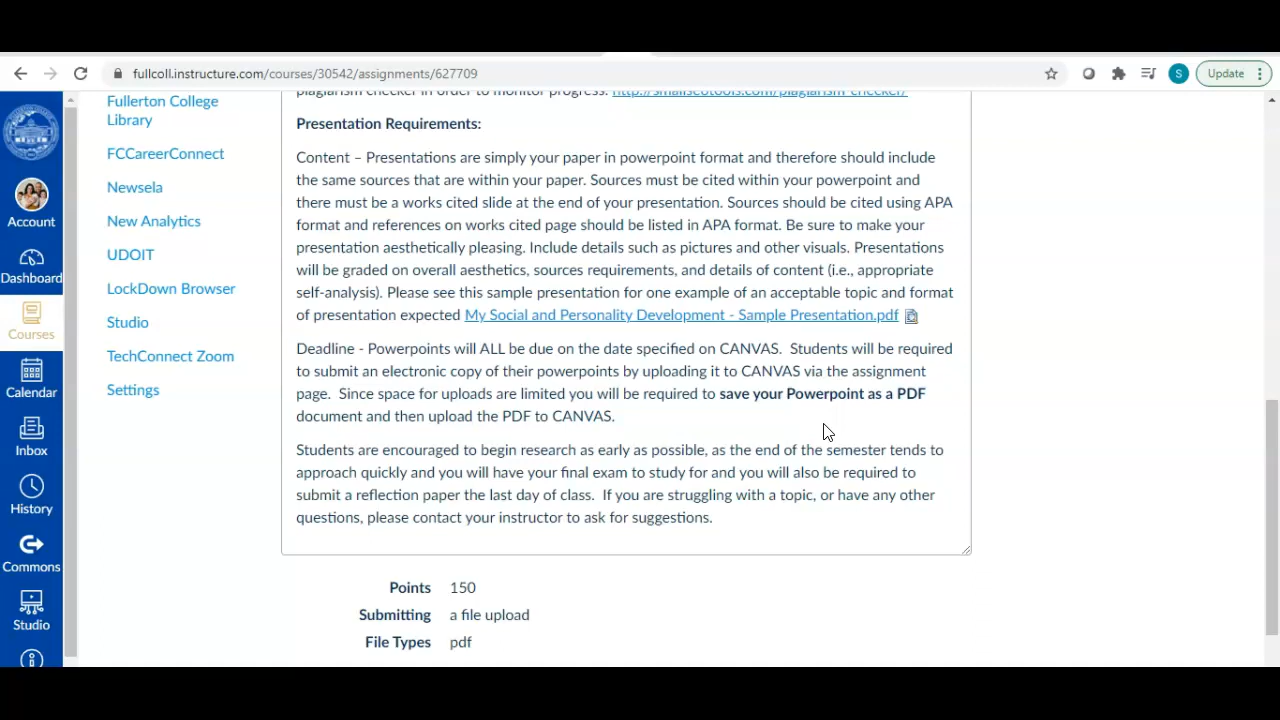 fullcoll.instructure.com/courses/30542/assignments/627709
S
Update
Account
Dashboard
Courses
Calendar
Inbox
History
Commons
Studio
Fullerton College
Library
FCCareerConnect
Newsela
New Analytics
UDOIT
LockDown Browser
Studio
TechConnect Zoom
Settings
plagiarism checker in order to monitor progress. http://smallseotools.com/plagiarism-checker/
Presentation Requirements:
Content – Presentations are simply your paper in powerpoint format and therefore should include
the same sources that are within your paper. Sources must be cited within your powerpoint and
there must be a works cited slide at the end of your presentation. Sources should be cited using APA
format and references on works cited page should be listed in APA format. Be sure to make your
presentation aesthetically pleasing. Include details such as pictures and other visuals. Presentations
will be graded on overall aesthetics, sources requirements, and details of content (i.e., appropriate
self-analysis). Please see this sample presentation for one example of an acceptable topic and format
of presentation expected My Social and Personality Development - Sample Presentation.pdf
Deadline - Powerpoints will ALL be due on the date specified on CANVAS. Students will be required
to submit an electronic copy of their powerpoints by uploading it to CANVAS via the assignment
page. Since space for uploads are limited you will be required to save your Powerpoint as a PDF
document and then upload the PDF to CANVAS.
Students are encouraged to begin research as early as possible, as the end of the semester tends to
approach quickly and you will have your final exam to study for and you will also be required to
submit a reflection paper the last day of class. If you are struggling with a topic, or have any other
questions, please contact your instructor to ask for suggestions.
Points 150
Submitting a file upload
File Types pdf